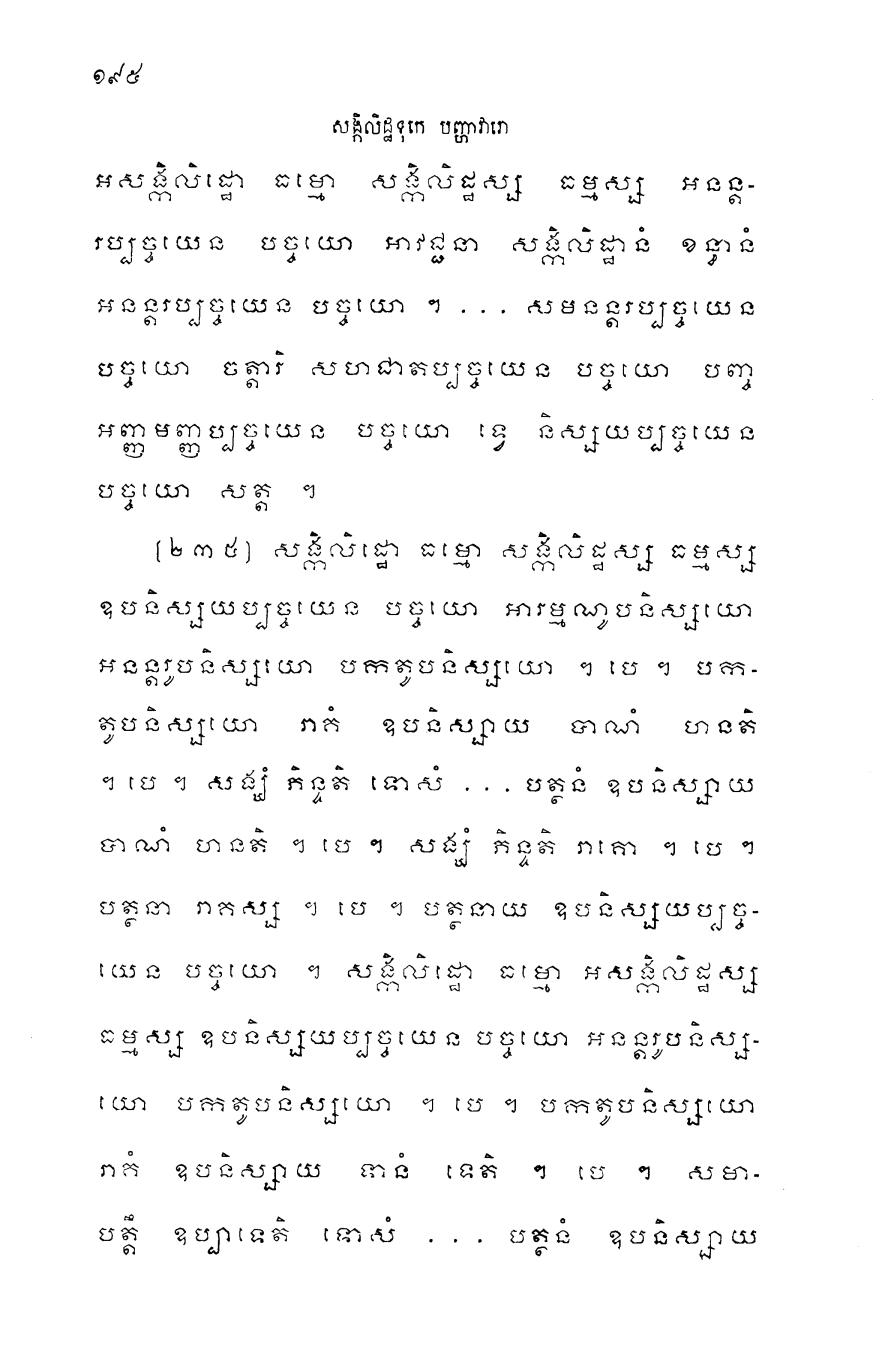 ១៩៥
សង្កិលិដ្ឋទុកេ បញ្ហាវារោ
អសង្កិលិដ្ឋោ ធម្មោ សង្កិលិដ្ឋស្ស ធម្មស្ស អនន្ត-
រប្បច្ចយេន បច្ចយោ អាវជ្ជនា សង្កិលិដ្ឋានំ ខន្ធានំ
អនន្តរប្បច្ចយេន បច្ចយោ ។ ... សមនន្តរប្បច្ចយេន
បច្ចយោ ចត្តារិ សហជាតប្បច្ចយេន បច្ចយោ បញ្ច
អញ្ញមញ្ញប្បច្ចយេន បច្ចយោ ទ្វេ និស្សយប្បច្ចយេន
បច្ចយោ សត្ត ។
[២៣៥] សង្កិលិដ្ឋោ ធម្មោ សង្កិលិដ្ឋស្ស ធម្មស្ស
ឧបនិស្សយប្បច្ចយេន បច្ចយោ អារម្មណូបនិស្សយោ
អនន្តរូបនិស្សយោ បកតូបនិស្សយោ ។ បេ ។ បក-
តូបនិស្សយោ រាគំ ឧបនិស្សាយ បាណំ ហនតិ
។ បេ ។ សង្ឃំ ភិន្ទតិ ទោសំ ... បត្ថនំ ឧបនិស្សាយ
បាណំ ហនតិ ។ បេ ។ សង្ឃំ ភិន្ទតិ រាគោ ។ បេ ។
បត្ថនា រាគស្ស ។ បេ ។ បត្ថនាយ ឧបនិស្សយប្បច្ច-
យេន បច្ចយោ ។ សង្កិលិដ្ឋោ ធម្មោ អសង្កិលិដ្ឋស្ស
ធម្មស្ស ឧបនិស្សយប្បច្ចយេន បច្ចយោ អនន្តរូបនិស្ស-
យោ បកតូបនិស្សយោ ។ បេ ។ បកតូបនិស្សយោ
រាគំ ឧបនិស្សាយ ទានំ ទេតិ ។ បេ ។ សមា-
បត្តឹ ឧប្បាទេតិ ទោសំ ... បត្ថនំ ឧបនិស្សាយ